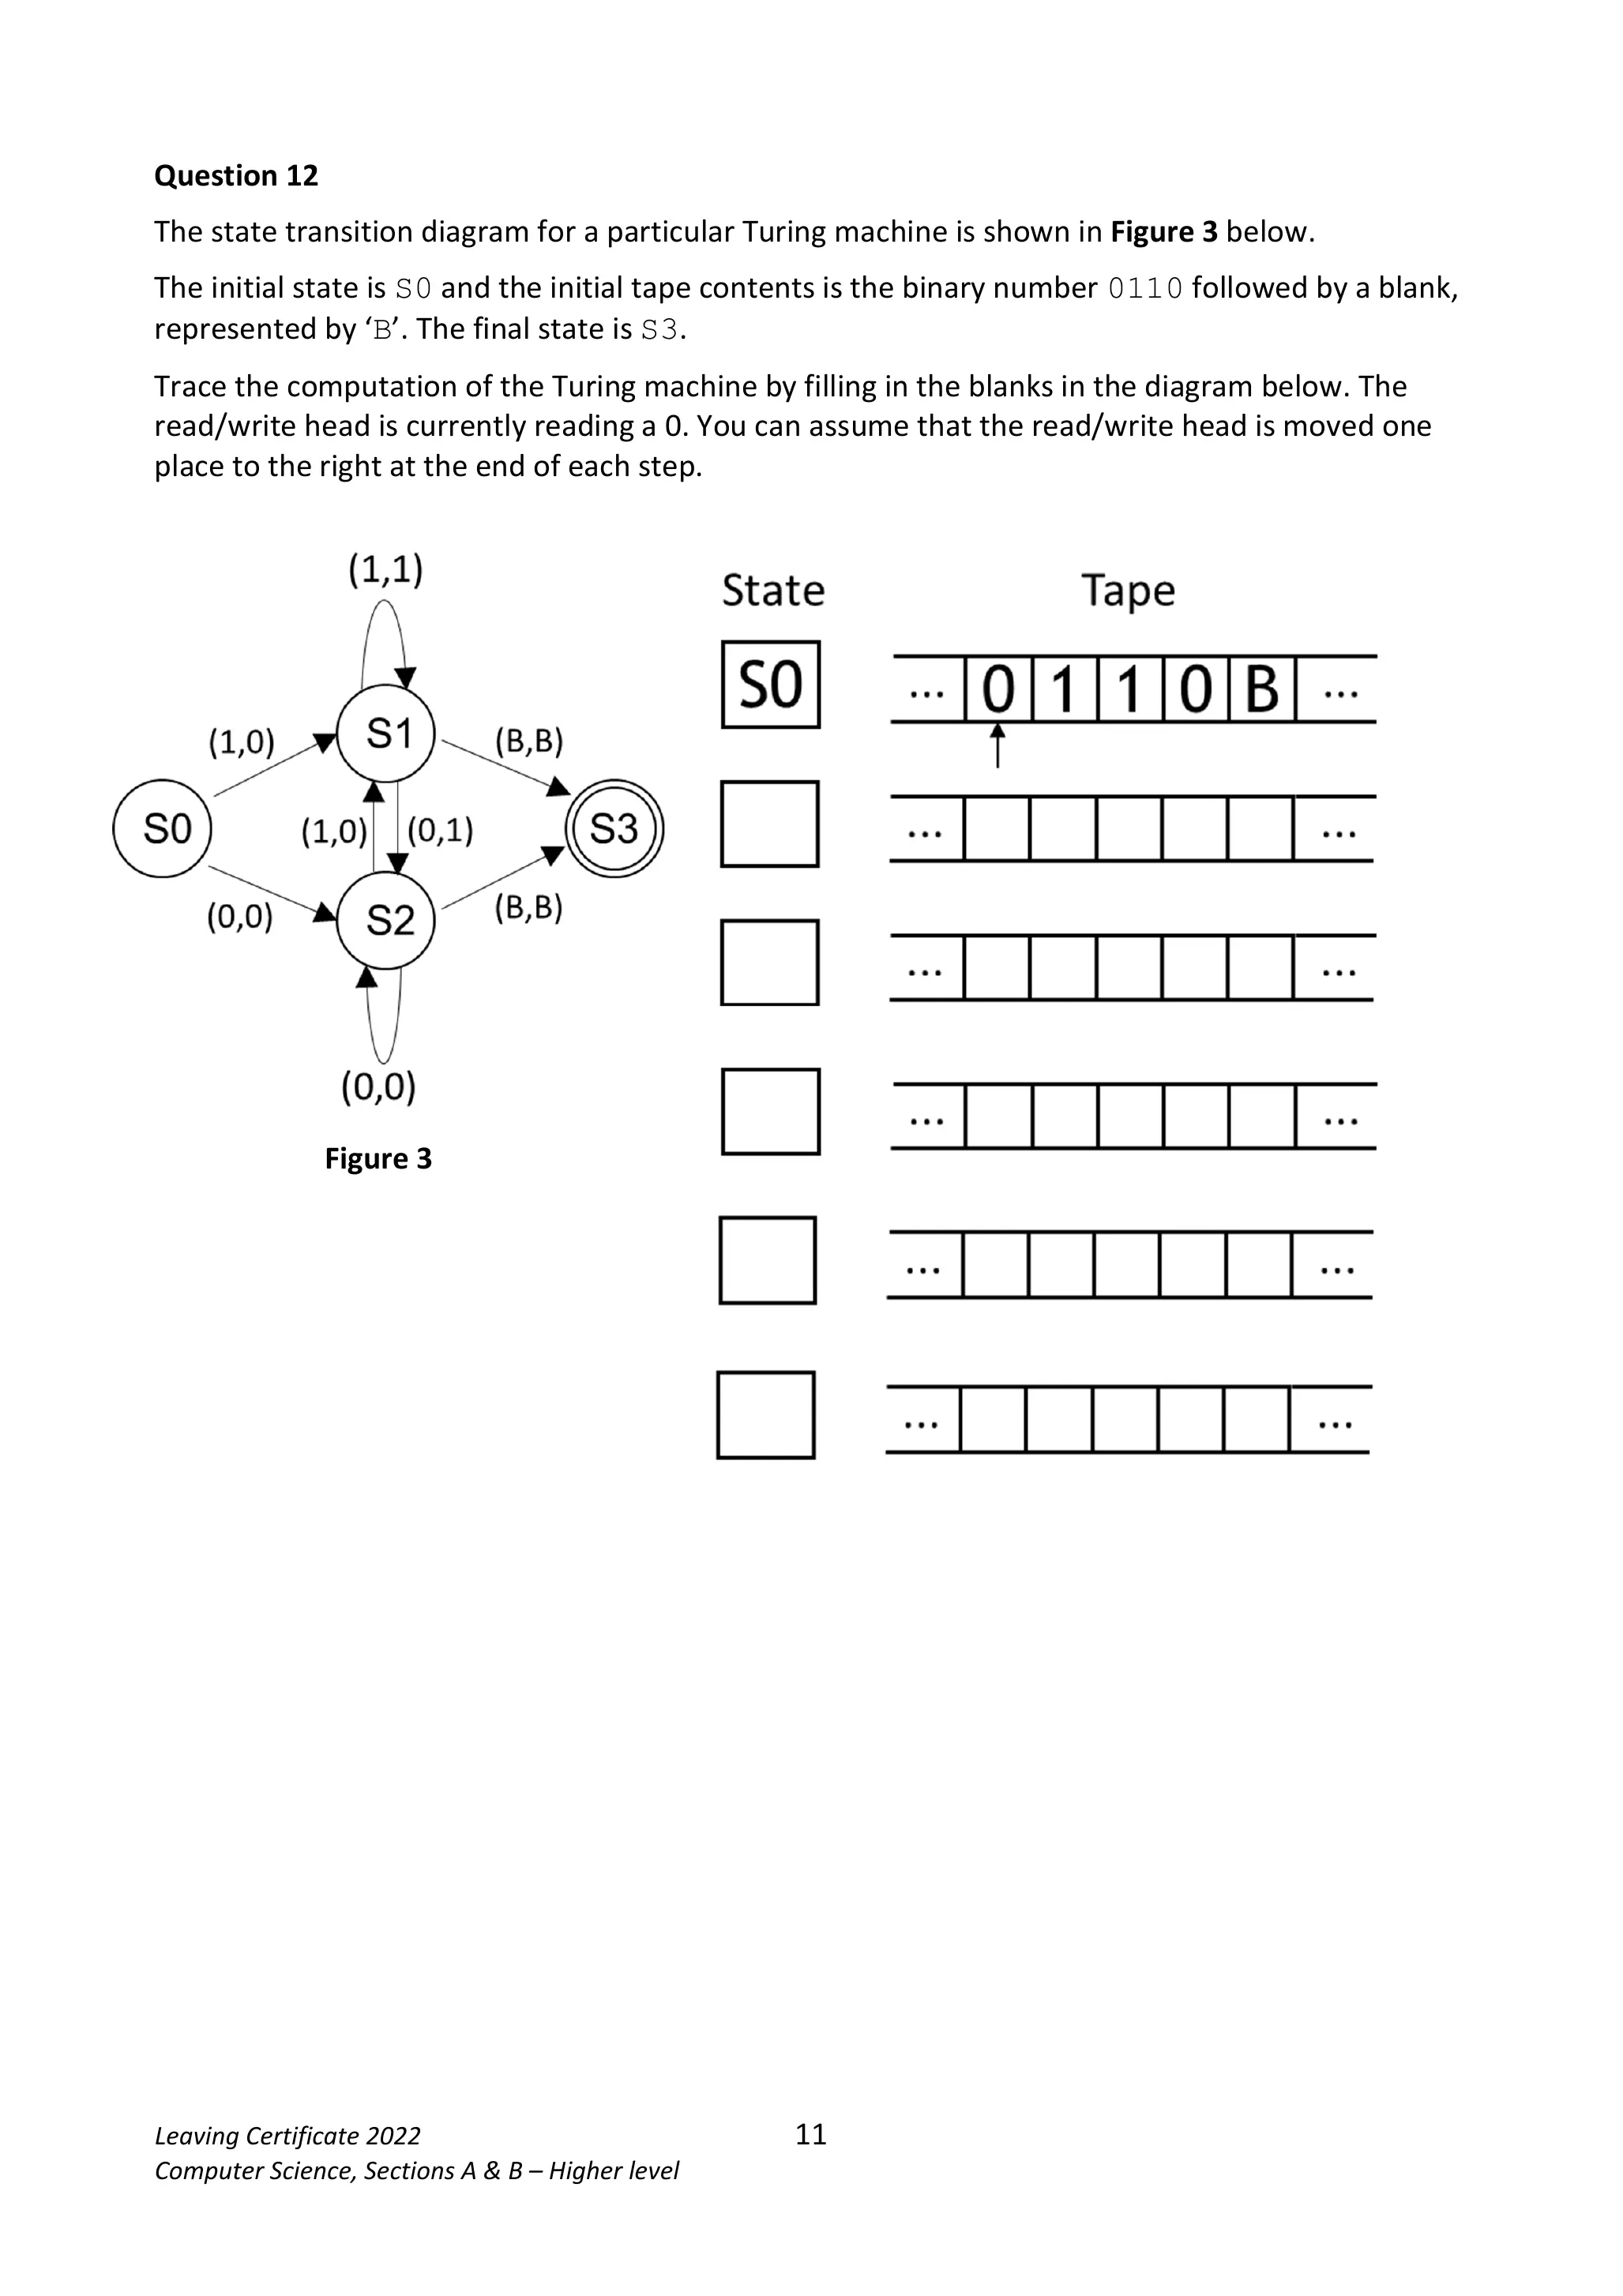 Question 12
The state transition diagram for a particular Turing machine is shown in Figure 3 below.
The initial state is S0 and the initial tape contents is the binary number 0110 followed by a blank,
represented by ‘B’. The final state is S3.
Trace the computation of the Turing machine by filling in the blanks in the diagram below. The
read/write head is currently reading a 0. You can assume that the read/write head is moved one
place to the right at the end of each step.
(1,1)
S1
(1,0)
(B,B)
S0
(1,0)
(0,1)
S3
(0,0)
S2
(B,B)
(0,0)
Figure 3
State Tape
S0 ... 0 1 1 0 B ...
... ...
... ...
... ...
... ...
... ...
Leaving Certificate 2022 11
Computer Science, Sections A & B – Higher level